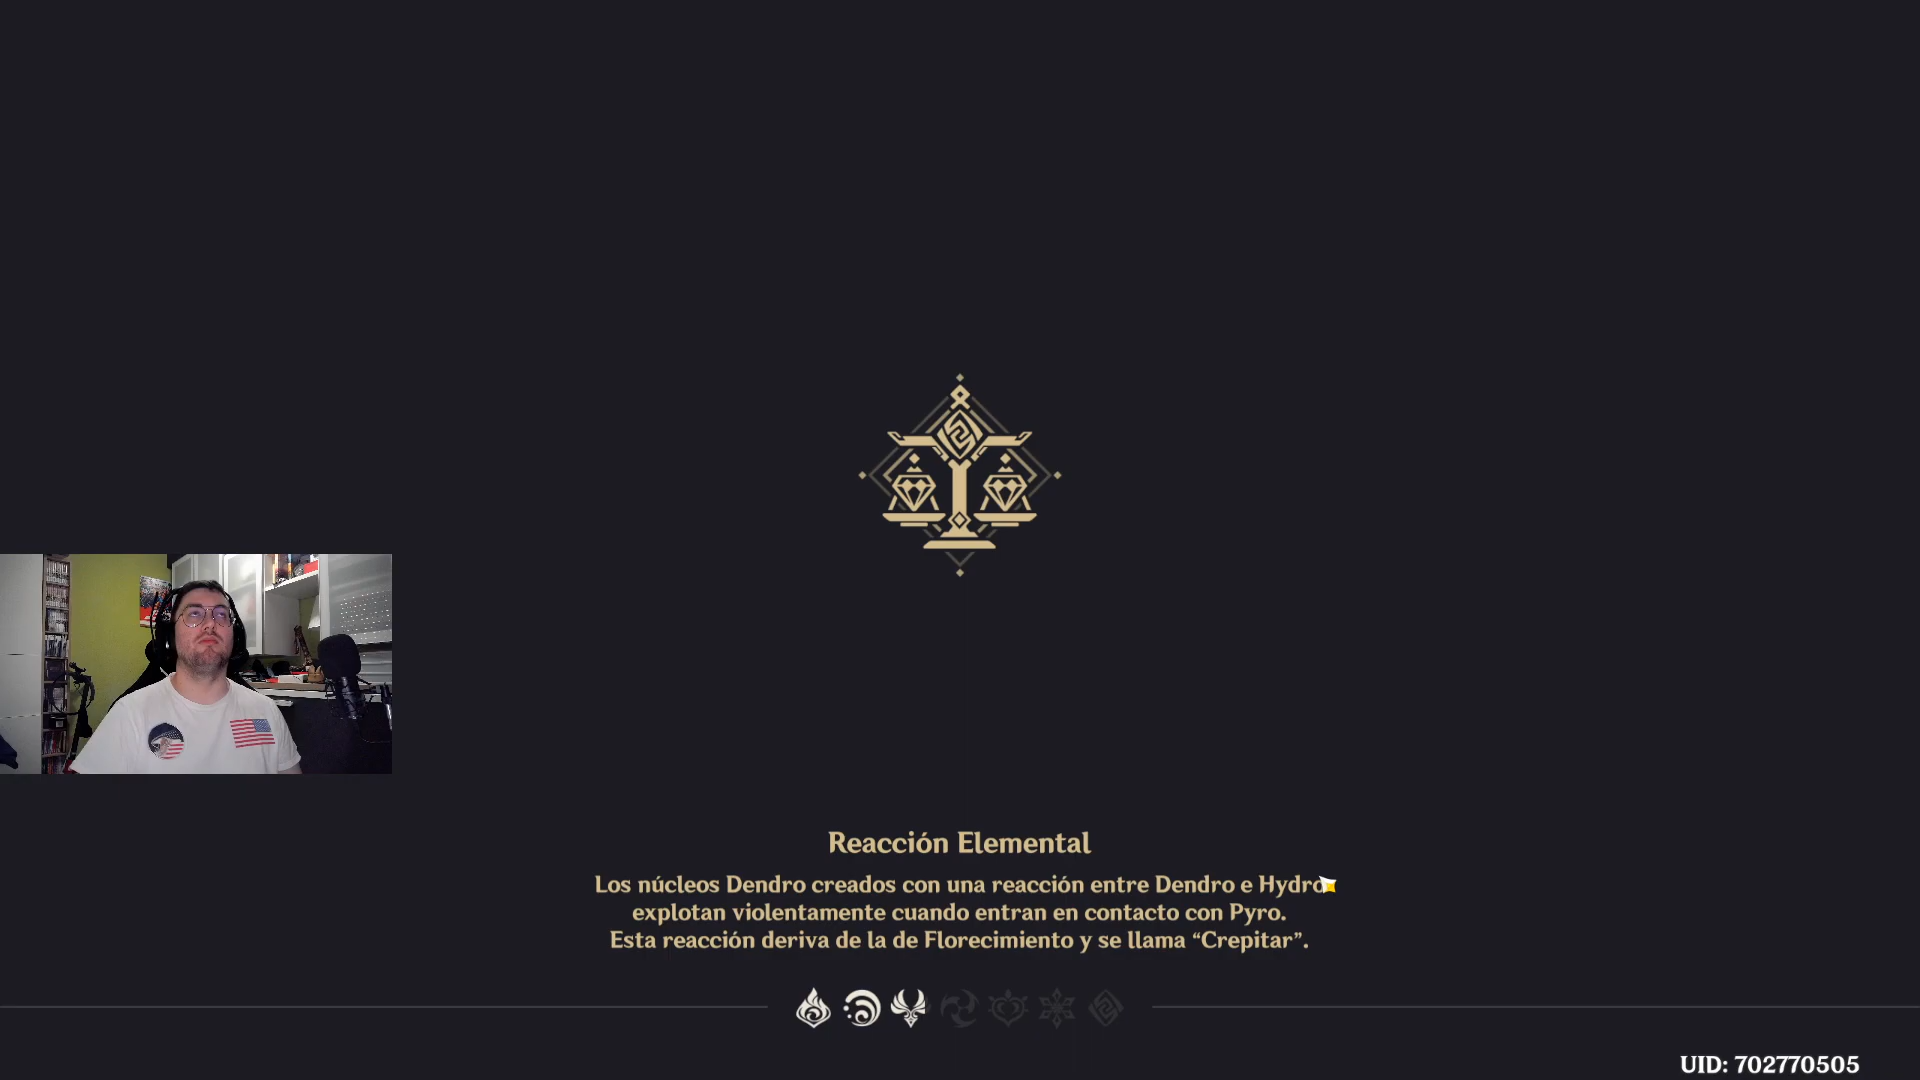 Reacción Elemental
Los núcleos Dendro creados con una reacción entre Dendro e Hydro
explotan violentamente cuando entran en contacto con Pyro.
Esta reacción deriva de la de Florecimiento y se llama “Crepitar”.
UID: 702770505